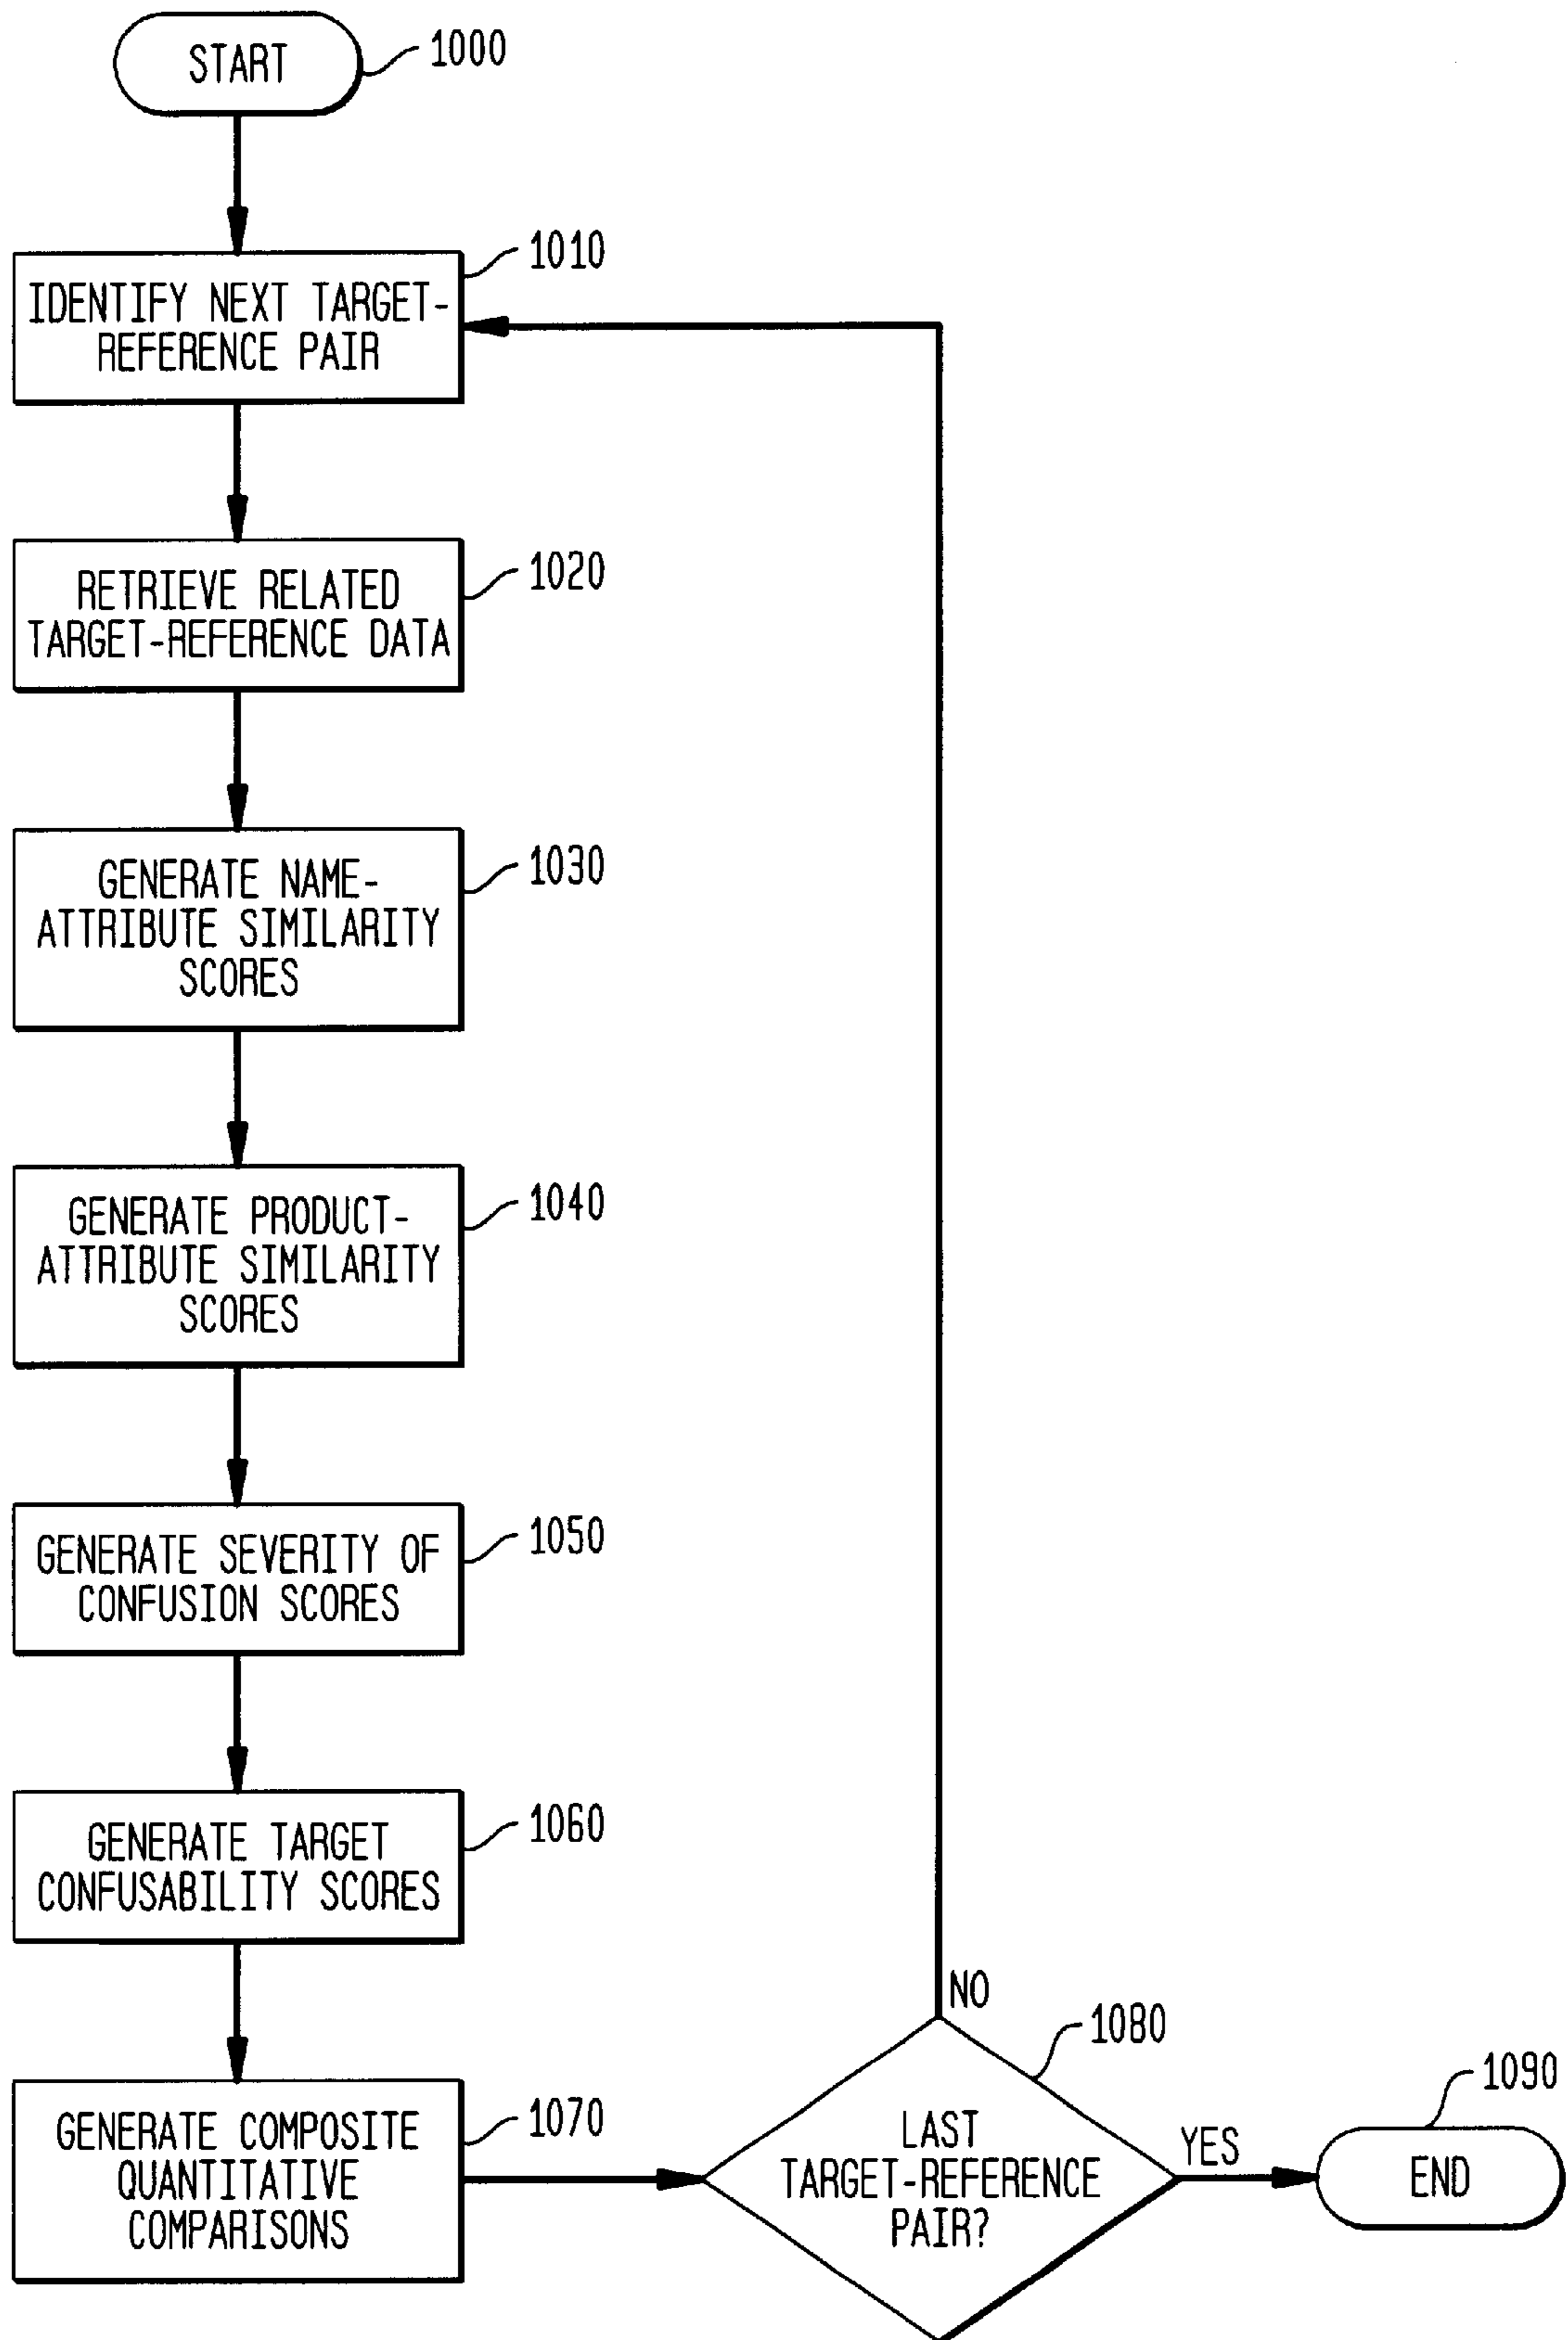 START
1000
1010
IDENTIFY NEXT TARGET-
REFERENCE PAIR
1020
RETRIEVE RELATED
TARGET-REFERENCE DATA
1030
GENERATE NAME-
ATTRIBUTE SIMILARITY
SCORES
1040
GENERATE PRODUCT-
ATTRIBUTE SIMILARITY
SCORES
1050
GENERATE SEVERITY OF
CONFUSION SCORES
1060
GENERATE TARGET
CONFUSABILITY SCORES
1070
GENERATE COMPOSITE
QUANTITATIVE
COMPARISONS
NO
1080
LAST
TARGET-REFERENCE
PAIR?
YES
1090
END